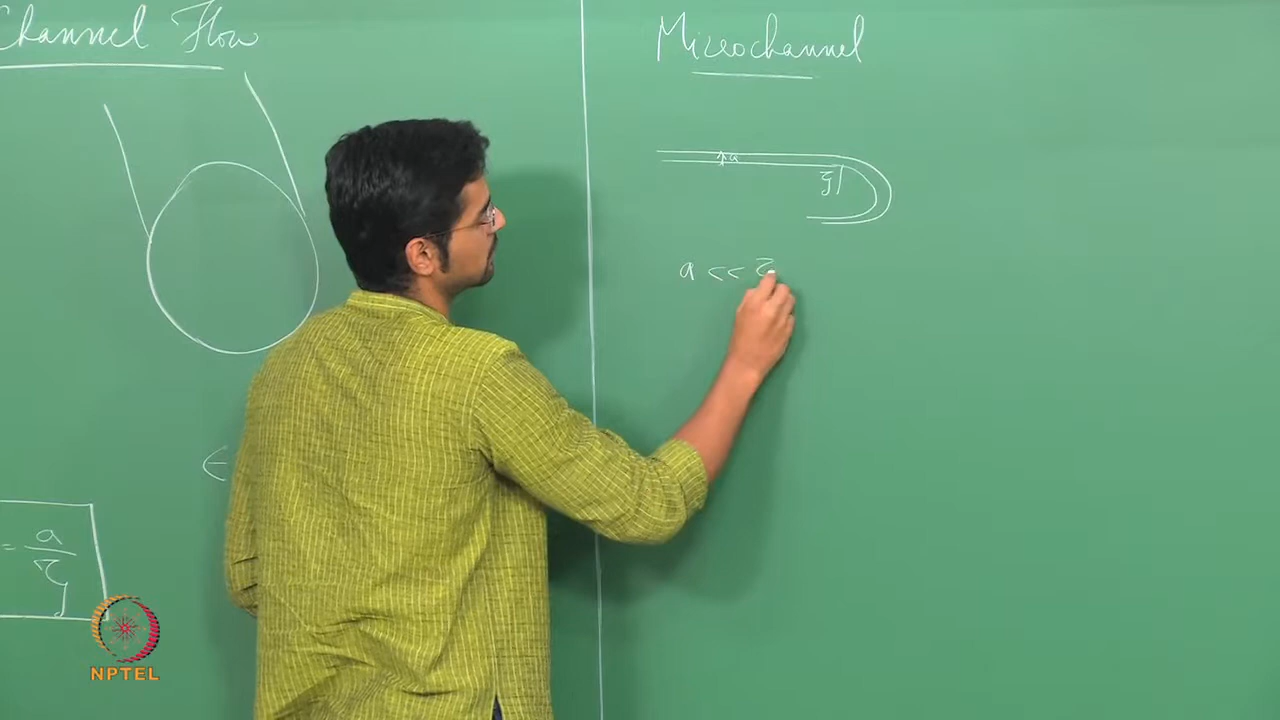 Channel Flow
Microchannel
a
ζ
a << ζ
ϵ
= a / ζ
NPTEL